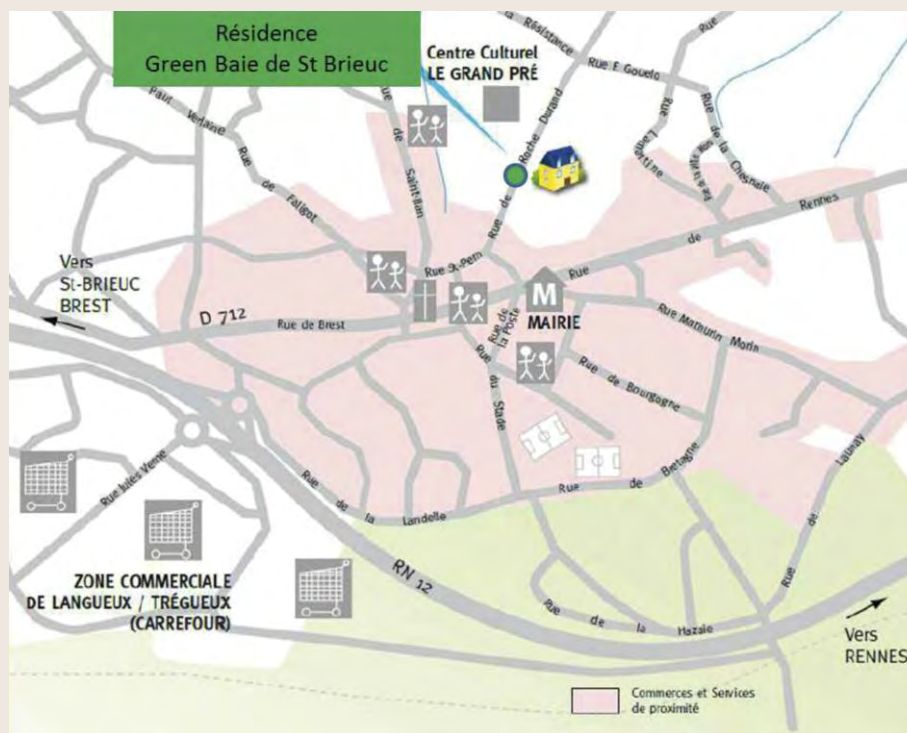 Résidence
Green Baie de St Brieuc
Centre Culturel
LE GRAND PRÉ
la Résistance
Rue F. Gouelo
Rue
Rue Lamartine
Rue de la Chesnaie
Paul Verlaine
Rue de Faligot
Rue de Saint-Ilan
Rue de Roche Durand
Rue St-Pern
Rue de Rennes
Vers
St-BRIEUC
BREST
D 712
Rue de Brest
M
MAIRIE
Rue de
la Poste
Rue Mathurin Morin
Rue du Stade
Rue de Bourgogne
Rue Jules Verne
Rue de la Landelle
Rue de Bretagne
Rue de Launay
ZONE COMMERCIALE
DE LANGUEUX / TRÉGUEUX
(CARREFOUR)
RN 12
Rue de la Hazaie
Vers
RENNES
Commerces et Services
de proximité